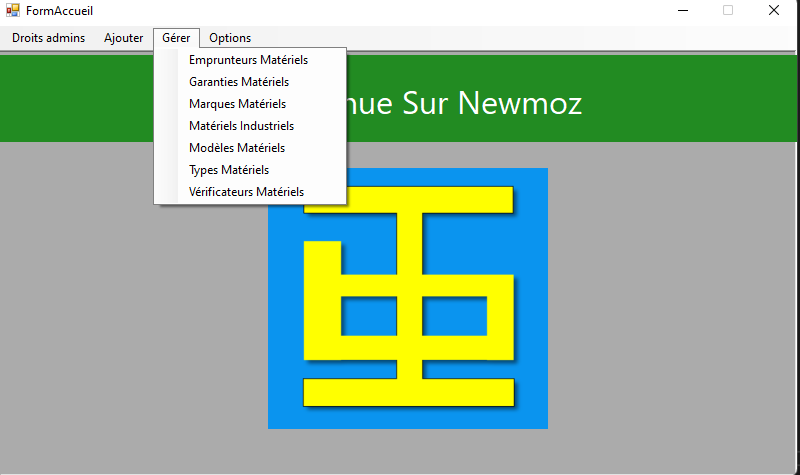 FormAccueil
Droits admins Ajouter Gérer Options
Emprunteurs Matériels
Garanties Matériels
Marques Matériels
Matériels Industriels
Modèles Matériels
Types Matériels
Vérificateurs Matériels
nue Sur Newmoz